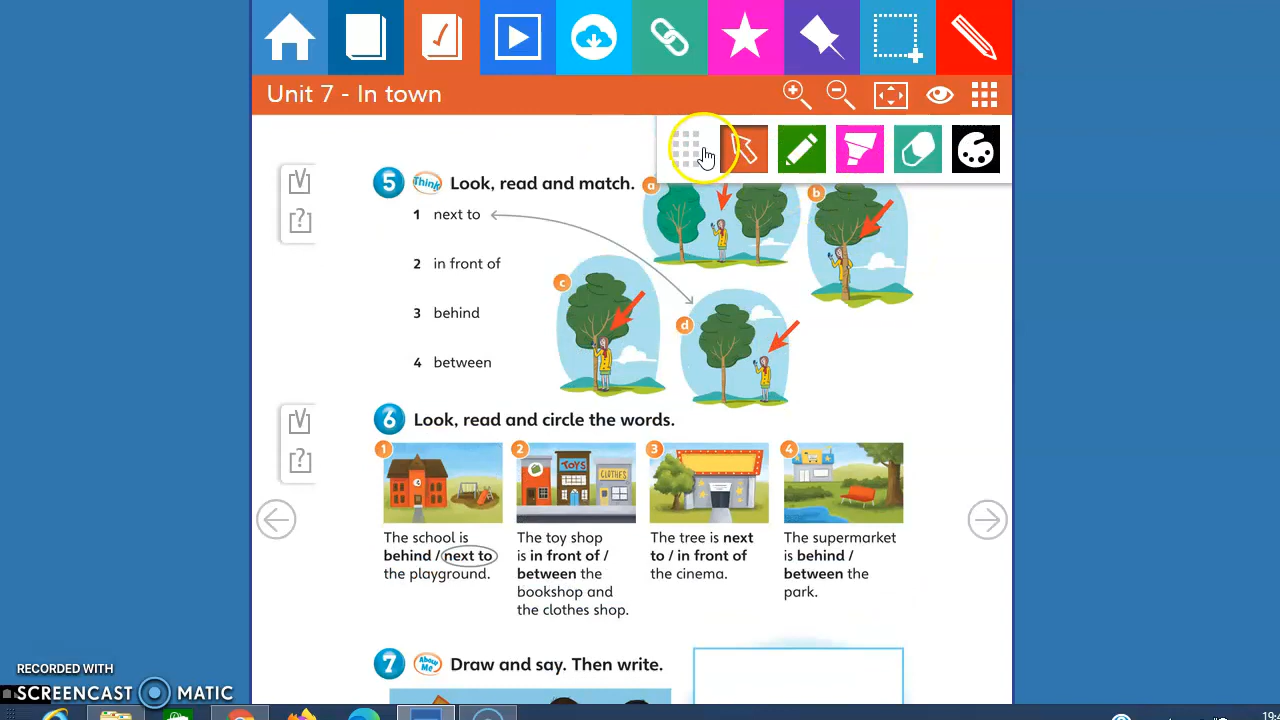 Unit 7 - In town
5 Think Look, read and match.
1 next to
2 in front of
3 behind
4 between
a
b
c
d
6 Look, read and circle the words.
1
2
3
4
TOYS
CLOTHES
The school is
behind / next to
the playground.
The toy shop
is in front of /
between the
bookshop and
the clothes shop.
The tree is next
to / in front of
the cinema.
The supermarket
is behind /
between the
park.
7 About Me Draw and say. Then write.
RECORDED WITH
SCREENCAST MATIC